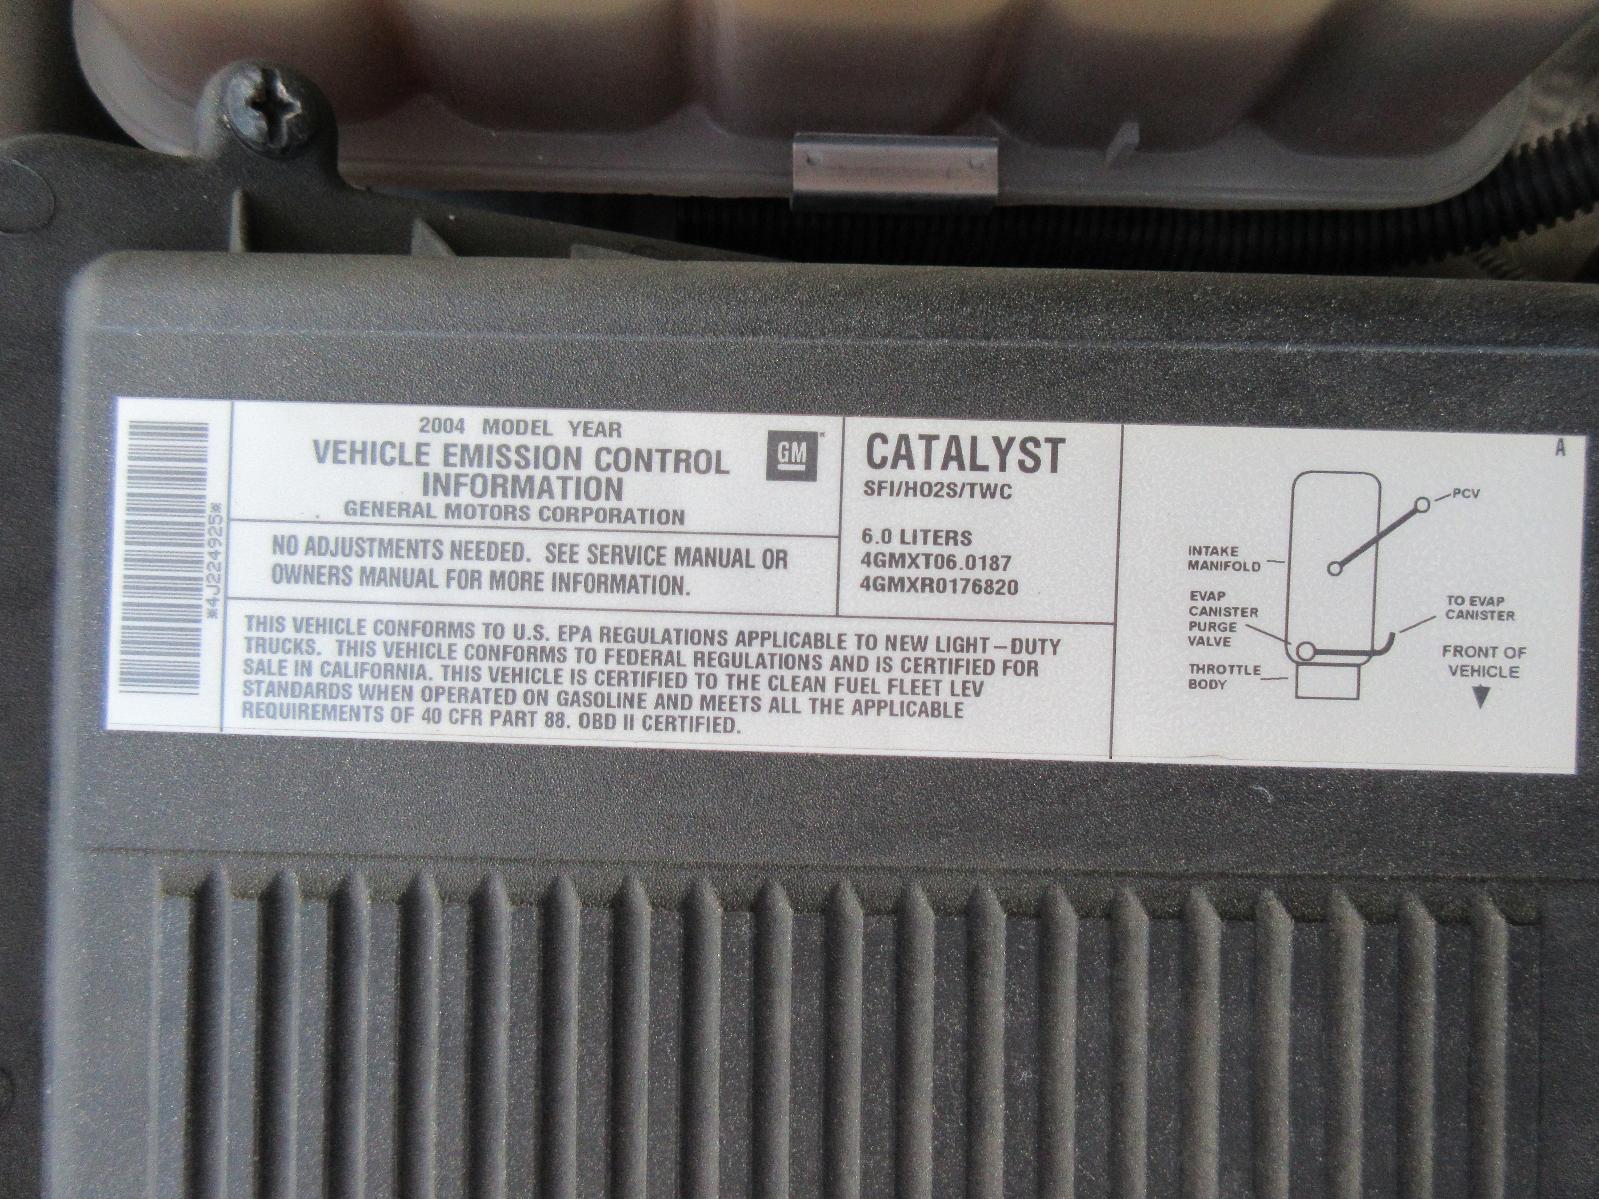 *4J224925*
2004 MODEL YEAR
VEHICLE EMISSION CONTROL
INFORMATION
GENERAL MOTORS CORPORATION
GM
NO ADJUSTMENTS NEEDED. SEE SERVICE MANUAL OR
OWNERS MANUAL FOR MORE INFORMATION.
CATALYST
SFI/HO2S/TWC
6.0 LITERS
4GMXT06.0187
4GMXR0176820
THIS VEHICLE CONFORMS TO U.S. EPA REGULATIONS APPLICABLE TO NEW LIGHT–DUTY
TRUCKS. THIS VEHICLE CONFORMS TO FEDERAL REGULATIONS AND IS CERTIFIED FOR
SALE IN CALIFORNIA. THIS VEHICLE IS CERTIFIED TO THE CLEAN FUEL FLEET LEV
STANDARDS WHEN OPERATED ON GASOLINE AND MEETS ALL THE APPLICABLE
REQUIREMENTS OF 40 CFR PART 88. OBD II CERTIFIED.
A
PCV
INTAKE
MANIFOLD
EVAP
CANISTER
PURGE
VALVE
THROTTLE
BODY
TO EVAP
CANISTER
FRONT OF
VEHICLE